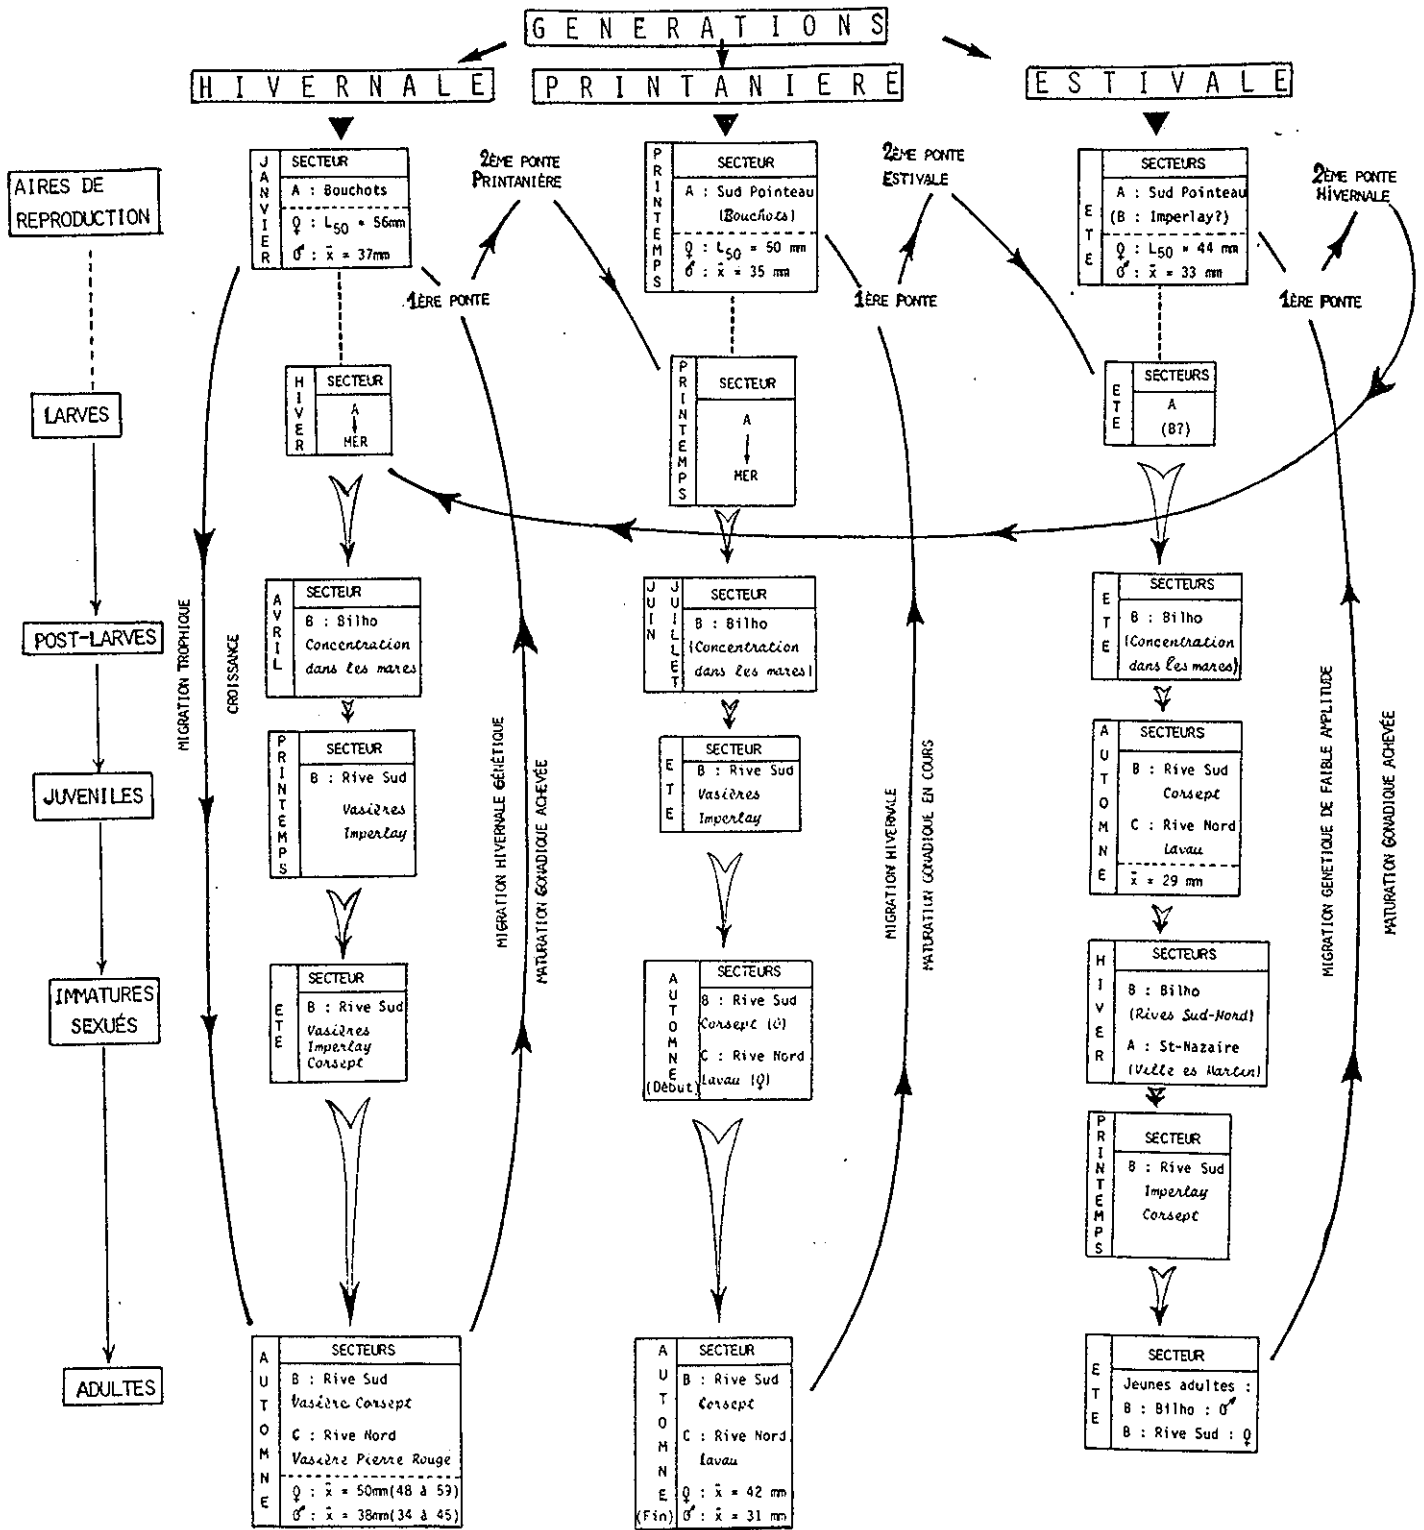 GENERATIONS
HIVERNALE
PRINTANIERE
ESTIVALE
AIRES DE
REPRODUCTION
LARVES
POST-LARVES
JUVENILES
IMMATURES
SEXUÉS
ADULTES
JANVIER
SECTEUR
A : Bouchots
♀ : L50 = 56mm
♂ : x̄ = 37mm
2ÈME PONTE
PRINTANIÈRE
1ÈRE PONTE
HIVER
SECTEUR
A
MER
AVRIL
SECTEUR
B : Bilho
Concentration
dans les mares
PRINTEMPS
SECTEUR
B : Rive Sud
Vasières
Imperlay
ETE
SECTEUR
B : Rive Sud
Vasières
Imperlay
Corsept
AUTOMNE
SECTEURS
B : Rive Sud
Vasière Corsept
C : Rive Nord
Vasière Pierre Rouge
♀ : x̄ = 50mm(48 à 59)
♂ : x̄ = 38mm(34 à 45)
MIGRATION TROPHIQUE
CROISSANCE
MIGRATION HIVERNALE GÉNÉTIQUE
MATURATION GONADIQUE ACHEVÉE
PRINTEMPS
SECTEUR
A : Sud Pointeau
(Bouchots)
♀ : L50 = 50 mm
♂ : x̄ = 35 mm
2ÈME PONTE
ESTIVALE
1ÈRE PONTE
PRINTEMPS
SECTEUR
A
MER
JUIN
JUILLET
SECTEUR
B : Bilho
(Concentration
dans les mares)
ETE
SECTEUR
B : Rive Sud
Vasières
Imperlay
AUTOMNE
(Début)
SECTEURS
B : Rive Sud
Corsept
C : Rive Nord
Lavau (♀)
AUTOMNE
(Fin)
SECTEUR
B : Rive Sud
Corsept
C : Rive Nord
Lavau
♀ : x̄ = 42 mm
♂ : x̄ = 31 mm
MIGRATION HIVERNALE
MATURATION GONADIQUE EN COURS
ETE
SECTEURS
A : Sud Pointeau
(B : Imperlay?)
♀ : L50 = 44 mm
♂ : x̄ = 33 mm
2ÈME PONTE
HIVERNALE
1ÈRE PONTE
ETE
SECTEURS
A
(B?)
ETE
SECTEURS
B : Bilho
(Concentration
dans les mares)
AUTOMNE
SECTEURS
B : Rive Sud
Corsept
C : Rive Nord
Lavau
x̄ = 29 mm
HIVER
SECTEURS
B : Bilho
(Rives Sud-Nord)
A : St-Nazaire
(Ville es Martin)
PRINTEMPS
SECTEUR
B : Rive Sud
Imperlay
Corsept
ETE
SECTEUR
Jeunes adultes :
B : Bilho : ♂
B : Rive Sud : ♀
MIGRATION GENETIQUE DE FAIBLE AMPLITUDE
MATURATION GONADIQUE ACHEVÉE